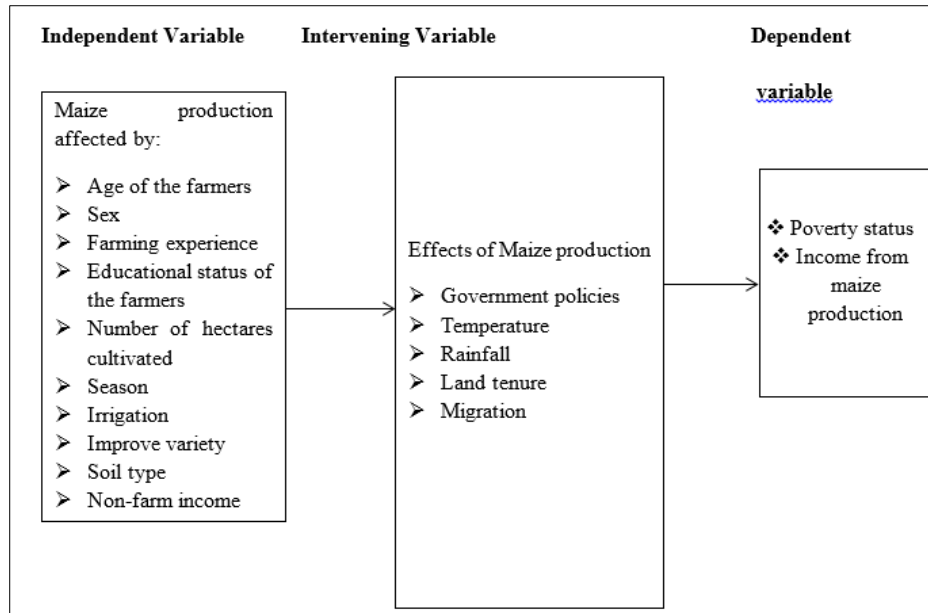 Independent Variable
Intervening Variable
Dependent
variable
Maize production
affected by:
➢ Age of the farmers
➢ Sex
➢ Farming experience
➢ Educational status of
the farmers
➢ Number of hectares
cultivated
➢ Season
➢ Irrigation
➢ Improve variety
➢ Soil type
➢ Non-farm income
Effects of Maize production
➢ Government policies
➢ Temperature
➢ Rainfall
➢ Land tenure
➢ Migration
❖ Poverty status
❖ Income from
maize
production